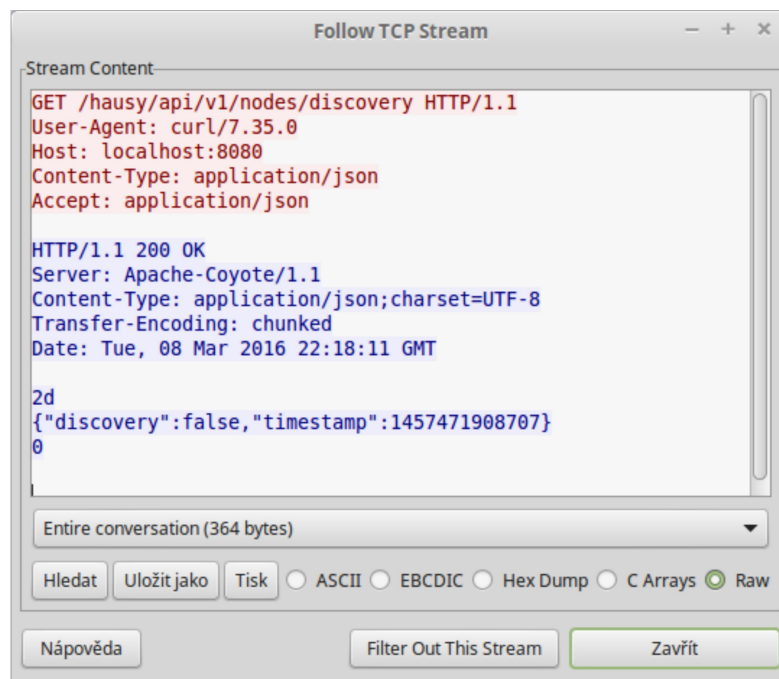 Follow TCP Stream
Stream Content
GET /hausy/api/v1/nodes/discovery HTTP/1.1
User-Agent: curl/7.35.0
Host: localhost:8080
Content-Type: application/json
Accept: application/json
HTTP/1.1 200 OK
Server: Apache-Coyote/1.1
Content-Type: application/json;charset=UTF-8
Transfer-Encoding: chunked
Date: Tue, 08 Mar 2016 22:18:11 GMT
2d
{"discovery":false,"timestamp":1457471908707}
0
Entire conversation (364 bytes)
Hledat Uložit jako Tisk ASCII EBCDIC Hex Dump C Arrays Raw
Nápověda Filter Out This Stream Zavřít